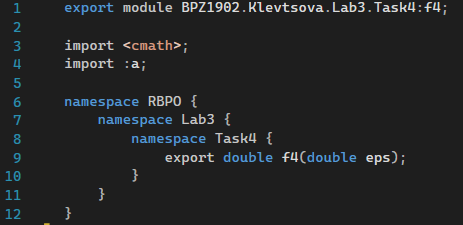 1 export module BPZ1902.Klevtsova.Lab3.Task4:f4;
2
3 import <cmath>;
4 import :a;
5
6 namespace RBPO {
7 namespace Lab3 {
8 namespace Task4 {
9 export double f4(double eps);
10 }
11 }
12 }